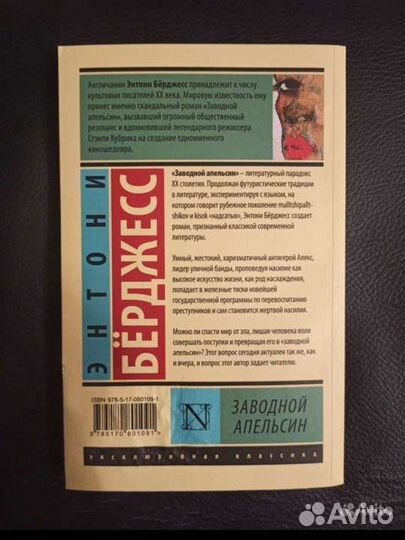 Англичанин Энтони Бёрджесс принадлежит к числу
культовых писателей XX века. Мировую известность ему
принес именно скандальный роман «Заводной
апельсин», вызвавший огромный общественный
резонанс и вдохновивший легендарного режиссера
Стэнли Кубрика на создание одноименного
киношедевра.
«Заводной апельсин» – литературный парадокс
XX столетия. Продолжая футуристические традиции
в литературе, экспериментируя с языком, на
котором говорит рубежное поколение malltshipalt-
shikov и kisok «надсатых», Энтони Бёрджесс создает
роман, признанный классикой современной
литературы.
Умный, жестокий, харизматичный антигерой Алекс,
лидер уличной банды, проповедуя насилие как
высокое искусство жизни, как род наслаждения,
попадает в железные тиски новейшей
государственной программы по перевоспитанию
преступников и сам становится жертвой насилия.
Можно ли спасти мир от зла, лишая человека воли
совершать поступки и превращая его в «заводной
апельсин»? Этот вопрос сегодня актуален так же, как
и вчера, и вопрос этот автор задает читателю.
ЭНТОНИ
БЁРДЖЕСС
ISBN 978-5-17-080109-1
9 785170 801091
N
ЗАВОДНОЙ
АПЕЛЬСИН
эксклюзивная классика
Avito